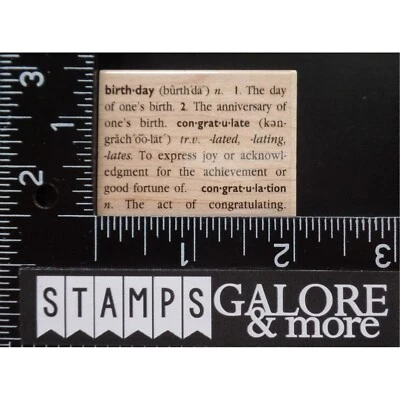 birth·day (bûrth′dā′) n. 1. The day
of one's birth. 2. The anniversary of
one's birth. con·grat·u·late (kən-
grăch′o͞o-lāt′) tr.v. -lated, -lating,
-lates. To express joy or acknowl-
edgment for the achievement or
good fortune of. con·grat·u·la·tion
n. The act of congratulating.
3
2
1
1
2
3
STAMPS GALORE
& more